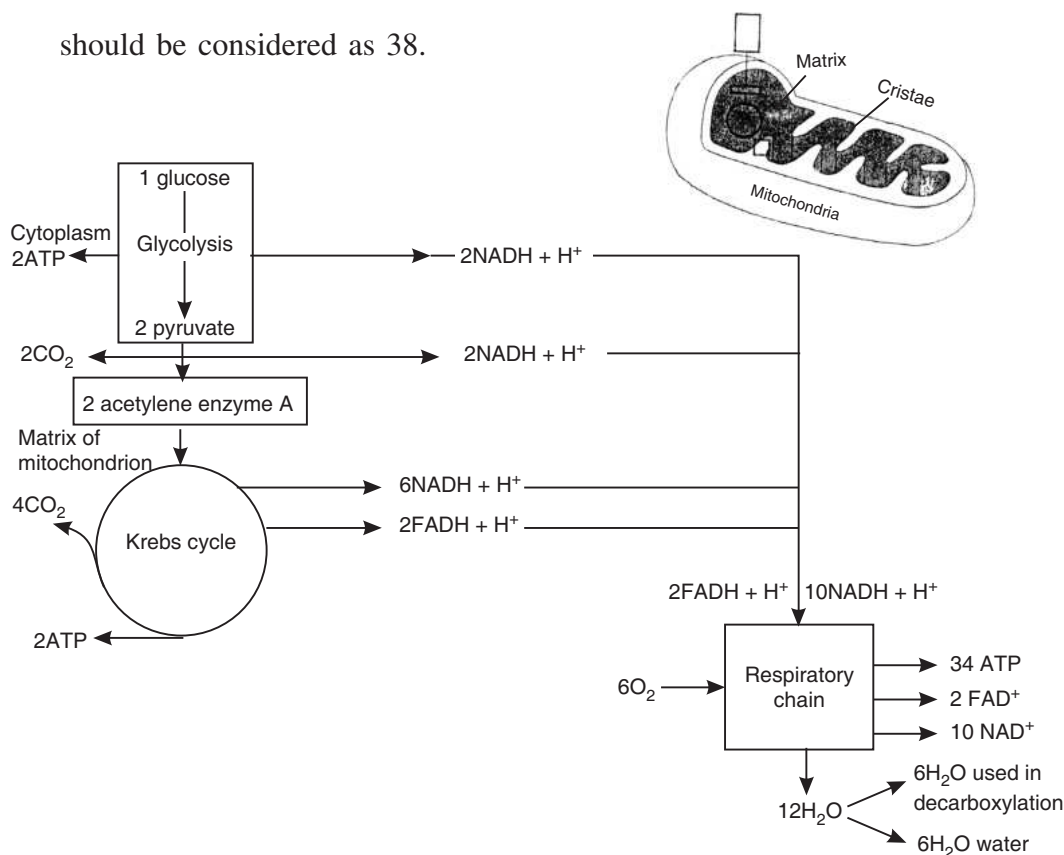 should be considered as 38.
Matrix
Cristae
Mitochondria
1 glucose
Cytoplasm
2ATP
Glycolysis
2NADH + H⁺
2 pyruvate
2CO₂
2NADH + H⁺
2 acetylene enzyme A
Matrix of
mitochondrion
6NADH + H⁺
4CO₂
2FADH + H⁺
Krebs cycle
2FADH + H⁺
10NADH + H⁺
2ATP
6O₂
Respiratory
chain
34 ATP
2 FAD⁺
10 NAD⁺
12H₂O
6H₂O used in
decarboxylation
6H₂O water